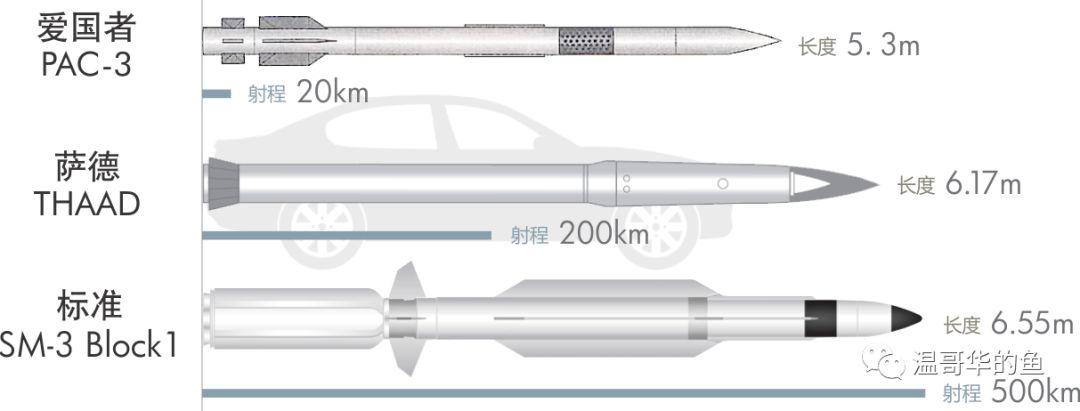 爱国者
PAC-3
长度 5.3m
射程 20km
萨德
THAAD
长度 6.17m
射程 200km
标准
SM-3 Block1
长度 6.55m
温哥华的鱼
射程 500km